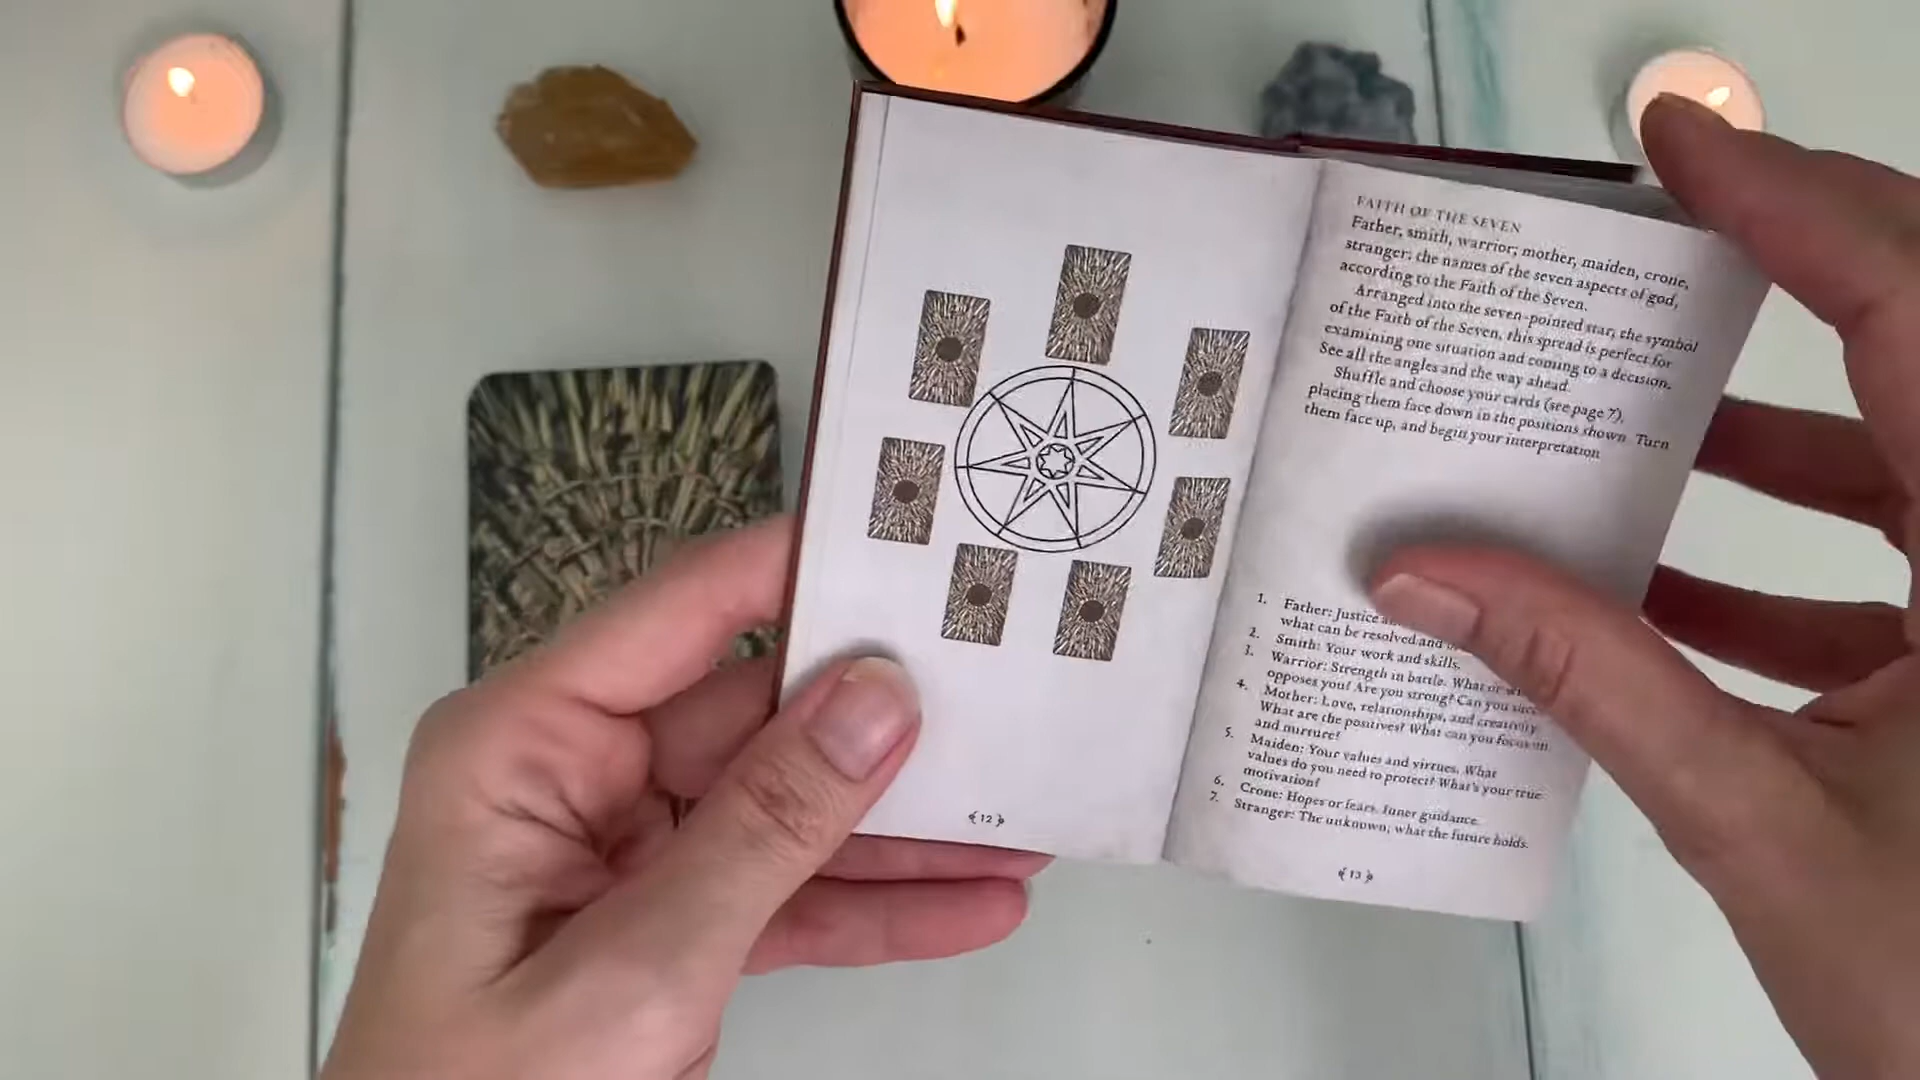 FAITH OF THE SEVEN
Father, smith, warrior; mother, maiden, crone,
stranger: the names of the seven aspects of god,
according to the Faith of the Seven.
Arranged into the seven-pointed star, the symbol
of the Faith of the Seven, this spread is perfect for
examining one situation and coming to a decision.
See all the angles and the way ahead.
Shuffle and choose your cards (see page 7),
placing them face down in the positions shown. Turn
them face up, and begin your interpretation
1. Father: Justice
what can be resolved and
2. Smith: Your work and skills.
3. Warrior: Strength in battle. What or
opposes you? Are you strong? Can you
4. Mother: Love, relationships, and creativity
What are the positives? What can you focus on
and nurture?
5. Maiden: Your values and virtues. What
values do you need to protect? What's your true
motivation?
6. Crone: Hopes or fears. Inner guidance.
7. Stranger: The unknown; what the future holds.
12
13